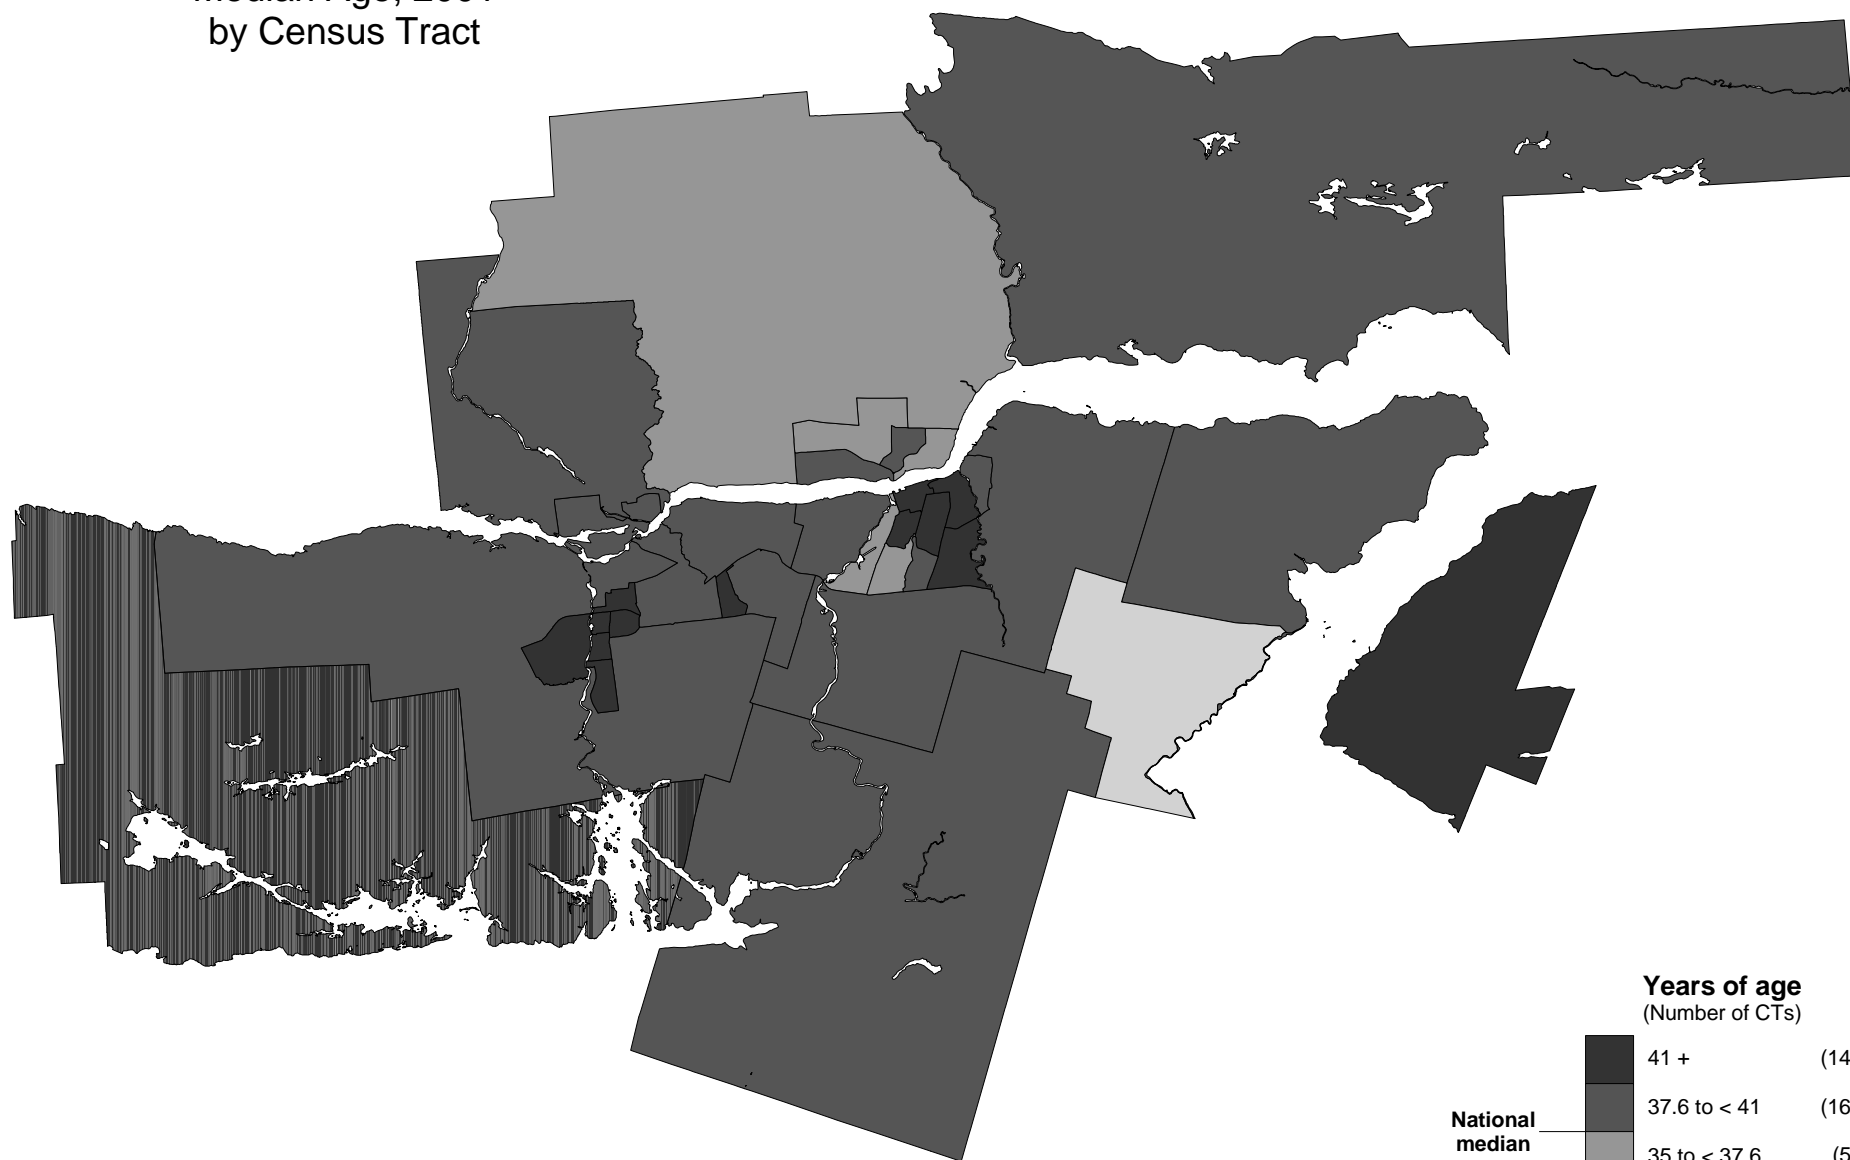 by Census Tract
Years of age
(Number of CTs)
41 + (14
37.6 to < 41 (16
National
median
35 to < 37.6 (5